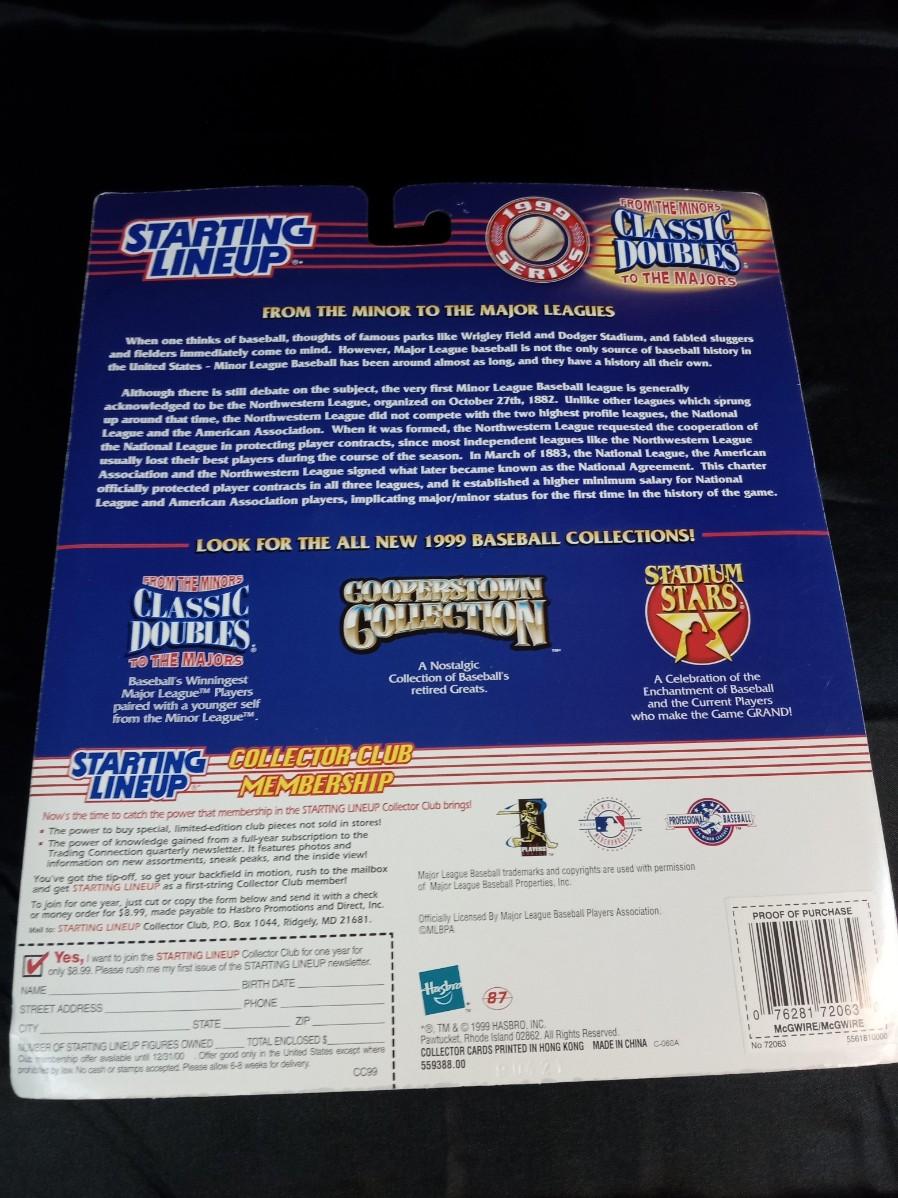 STARTING
LINEUP®
1999
SERIES
FROM THE MINORS
CLASSIC
DOUBLES®
TO THE MAJORS
FROM THE MINOR TO THE MAJOR LEAGUES
When one thinks of baseball, thoughts of famous parks like Wrigley Field and Dodger Stadium, and fabled sluggers
and fielders immediately come to mind. However, Major League baseball is not the only source of baseball history in
the United States - Minor League Baseball has been around almost as long, and they have a history all their own.
Although there is still debate on the subject, the very first Minor League Baseball league is generally
acknowledged to be the Northwestern League, organized on October 27th, 1882. Unlike other leagues which sprung
up around that time, the Northwestern League did not compete with the two highest profile leagues, the National
League and the American Association. When it was formed, the Northwestern League requested the cooperation of
the National League in protecting player contracts, since most independent leagues like the Northwestern League
usually lost their best players during the course of the season. In March of 1883, the National League, the American
Association and the Northwestern League signed what later became known as the National Agreement. This charter
officially protected player contracts in all three leagues, and it established a higher minimum salary for National
League and American Association players, implicating major/minor status for the first time in the history of the game.
LOOK FOR THE ALL NEW 1999 BASEBALL COLLECTIONS!
FROM THE MINORS
CLASSIC
DOUBLES®
TO THE MAJORS
Baseball's Winningest
Major League™ Players
paired with a younger self
from the Minor League™.
COOPERSTOWN
COLLECTION™
A Nostalgic
Collection of Baseball's
retired Greats.
STADIUM
STARS®
A Celebration of the
Enchantment of Baseball
and the Current Players
who make the Game GRAND!
STARTING
LINEUP™
COLLECTOR CLUB
MEMBERSHIP
Now's the time to catch the power that membership in the STARTING LINEUP Collector Club brings!
• The power to buy special, limited-edition club pieces not sold in stores!
• The power of knowledge gained from a full-year subscription to the
Trading Connection quarterly newsletter. It features photos and
information on new assortments, sneak peaks, and the inside view!
You've got the tip-off, so get your backfield in motion, rush to the mailbox
and get STARTING LINEUP as a first-string Collector Club member!
To join for one year, just cut or copy the form below and send it with a check
or money order for $8.99, made payable to Hasbro Promotions and Direct, Inc.
Mail to: STARTING LINEUP Collector Club, P.O. Box 1044, Ridgely, MD 21681.
Yes, I want to join the STARTING LINEUP Collector Club for one year for
only $8.99. Please rush me my first issue of the STARTING LINEUP newsletter.
NAME BIRTH DATE
STREET ADDRESS PHONE
CITY STATE ZIP
NUMBER OF STARTING LINEUP FIGURES OWNED TOTAL ENCLOSED $
Club membership offer available until 12/31/00 . Offer good only in the United States except where
prohibited by law. No cash or stamps accepted. Please allow 6-8 weeks for delivery.
CC99
PLAYERS
PROFESSIONAL BASEBALL
Major League Baseball trademarks and copyrights are used with permission
of Major League Baseball Properties, Inc.
Officially Licensed By Major League Baseball Players Association.
©MLBPA
Hasbro
87
*®, TM & © 1999 HASBRO, INC.
Pawtucket, Rhode Island 02862. All Rights Reserved.
COLLECTOR CARDS PRINTED IN HONG KONG MADE IN CHINA C-060A
559388.00
PROOF OF PURCHASE
0 76281 72063 0
McGWIRE/McGWIRE
No 72063
5561810000